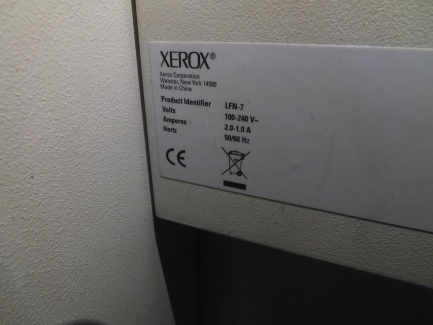 XEROX®
Xerox Corporation
Webster, New York 14580
Made in China
Product Identifier LFN-7
Volts 100-240 V~
Amperes 2.0-1.0 A
Hertz 50/60 Hz
CE